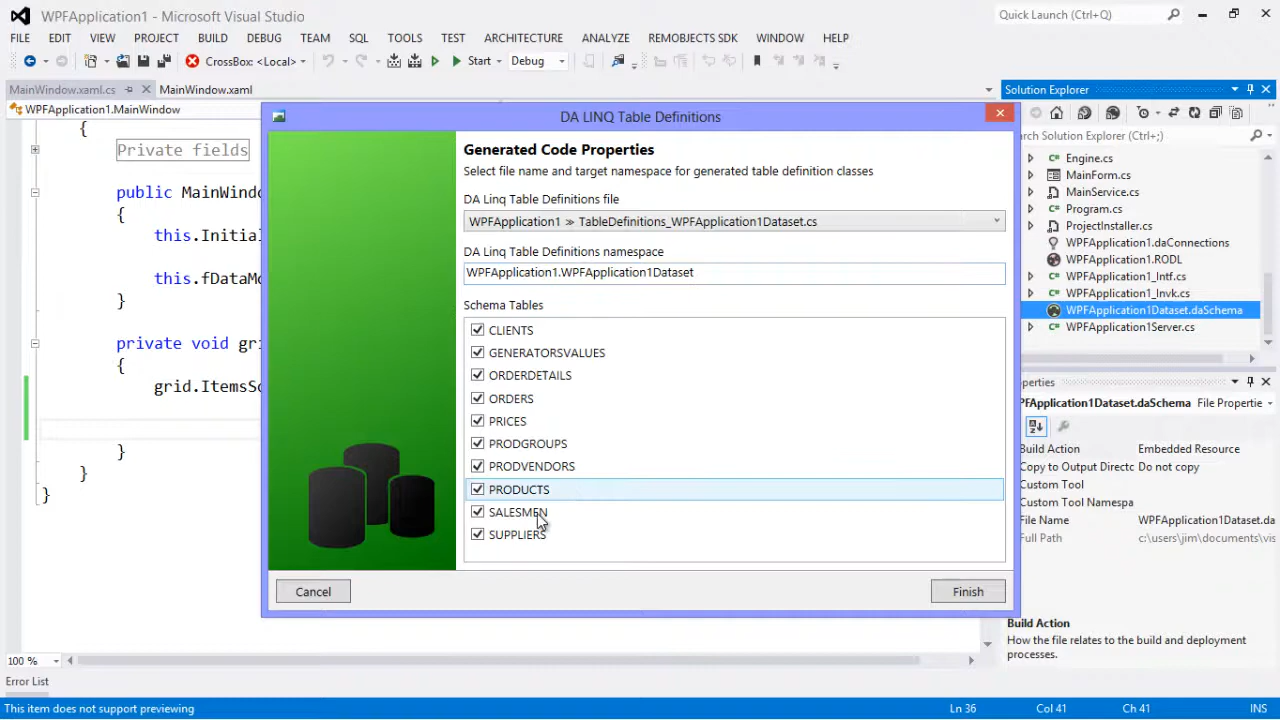 WPFApplication1 - Microsoft Visual Studio
Quick Launch (Ctrl+Q)
FILE EDIT VIEW PROJECT BUILD DEBUG TEAM SQL TOOLS TEST ARCHITECTURE ANALYZE REMOBJECTS SDK WINDOW HELP
CrossBox: <Local> Start Debug
MainWindow.xaml.cs MainWindow.xaml
WPFApplication1.MainWindow
{
Private fields
public MainWindo
{
this.Initial
this.fDataMo
}
private void gri
{
grid.ItemsSo
}
}
}
100 %
Error List
DA LINQ Table Definitions
Generated Code Properties
Select file name and target namespace for generated table definition classes
DA Linq Table Definitions file
WPFApplication1 ≫ TableDefinitions_WPFApplication1Dataset.cs
DA Linq Table Definitions namespace
WPFApplication1.WPFApplication1Dataset
Schema Tables
CLIENTS
GENERATORSVALUES
ORDERDETAILS
ORDERS
PRICES
PRODGROUPS
PRODVENDORS
PRODUCTS
SALESMEN
SUPPLIERS
Cancel
Finish
Solution Explorer
rch Solution Explorer (Ctrl+;)
Engine.cs
MainForm.cs
MainService.cs
Program.cs
ProjectInstaller.cs
WPFApplication1.daConnections
WPFApplication1.RODL
WPFApplication1_Intf.cs
WPFApplication1_Invk.cs
WPFApplication1Dataset.daSchema
WPFApplication1Server.cs
perties
PfApplication1Dataset.daSchema File Propertie
Build Action Embedded Resource
Copy to Output Directc Do not copy
Custom Tool
Custom Tool Namespa
File Name WPFApplication1Dataset.da
Full Path c:\users\jim\documents\vis
Build Action
How the file relates to the build and deployment
processes.
This item does not support previewing
Ln 36 Col 41 Ch 41 INS